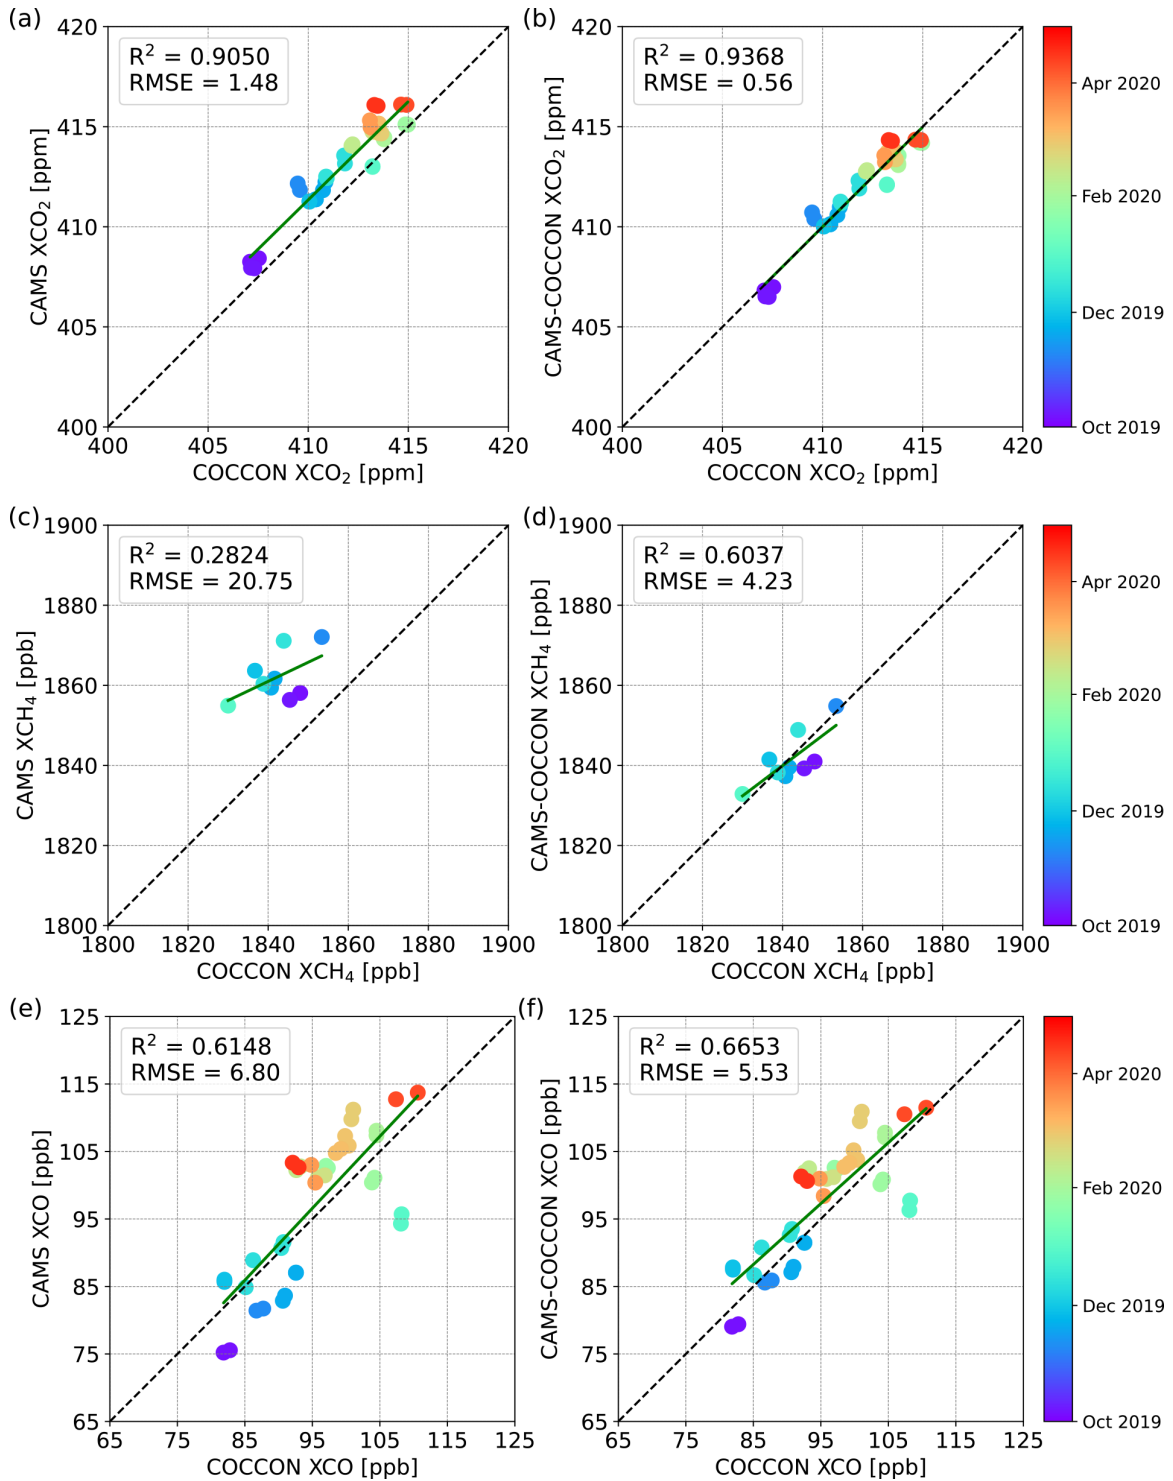 (a)
420
415
410
405
400
CAMS XCO2 [ppm]
R2 = 0.9050
RMSE = 1.48
400 405 410 415 420
COCCON XCO2 [ppm]
(b)
420
415
410
405
400
CAMS-COCCON XCO2 [ppm]
R2 = 0.9368
RMSE = 0.56
400 405 410 415 420
COCCON XCO2 [ppm]
Apr 2020
Feb 2020
Dec 2019
Oct 2019
(c)
1900
1880
1860
1840
1820
1800
CAMS XCH4 [ppb]
R2 = 0.2824
RMSE = 20.75
1800 1820 1840 1860 1880 1900
COCCON XCH4 [ppb]
(d)
1900
1880
1860
1840
1820
1800
CAMS-COCCON XCH4 [ppb]
R2 = 0.6037
RMSE = 4.23
1800 1820 1840 1860 1880 1900
COCCON XCH4 [ppb]
Apr 2020
Feb 2020
Dec 2019
Oct 2019
(e)
125
115
105
95
85
75
65
CAMS XCO [ppb]
R2 = 0.6148
RMSE = 6.80
65 75 85 95 105 115 125
COCCON XCO [ppb]
(f)
125
115
105
95
85
75
65
CAMS-COCCON XCO [ppb]
R2 = 0.6653
RMSE = 5.53
65 75 85 95 105 115 125
COCCON XCO [ppb]
Apr 2020
Feb 2020
Dec 2019
Oct 2019